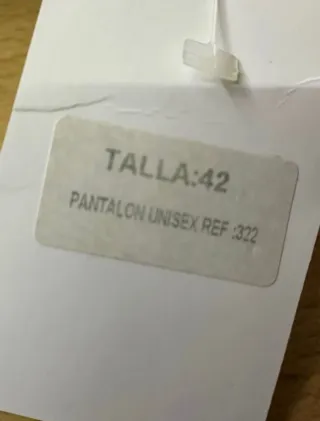 TALLA:42
PANTALON UNISEX REF :322